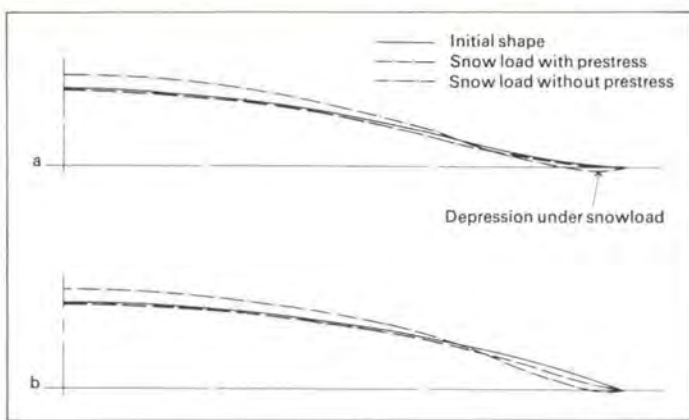 Initial shape
Snow load with prestress
Snow load without prestress
a
Depression under snowload
b